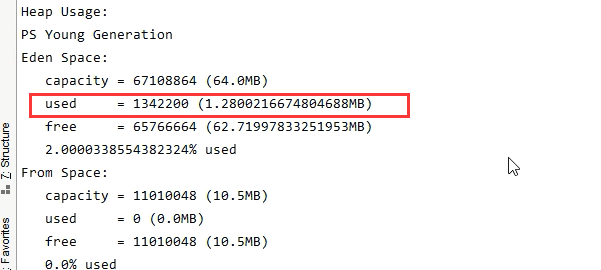 Heap Usage:
PS Young Generation
Eden Space:
capacity = 67108864 (64.0MB)
used     = 1342200 (1.2800216674804688MB)
free     = 65766664 (62.71997833251953MB)
2.0000338554382324% used
From Space:
capacity = 11010048 (10.5MB)
used     = 0 (0.0MB)
free     = 11010048 (10.5MB)
0.0% used
7: Structure
Favorites